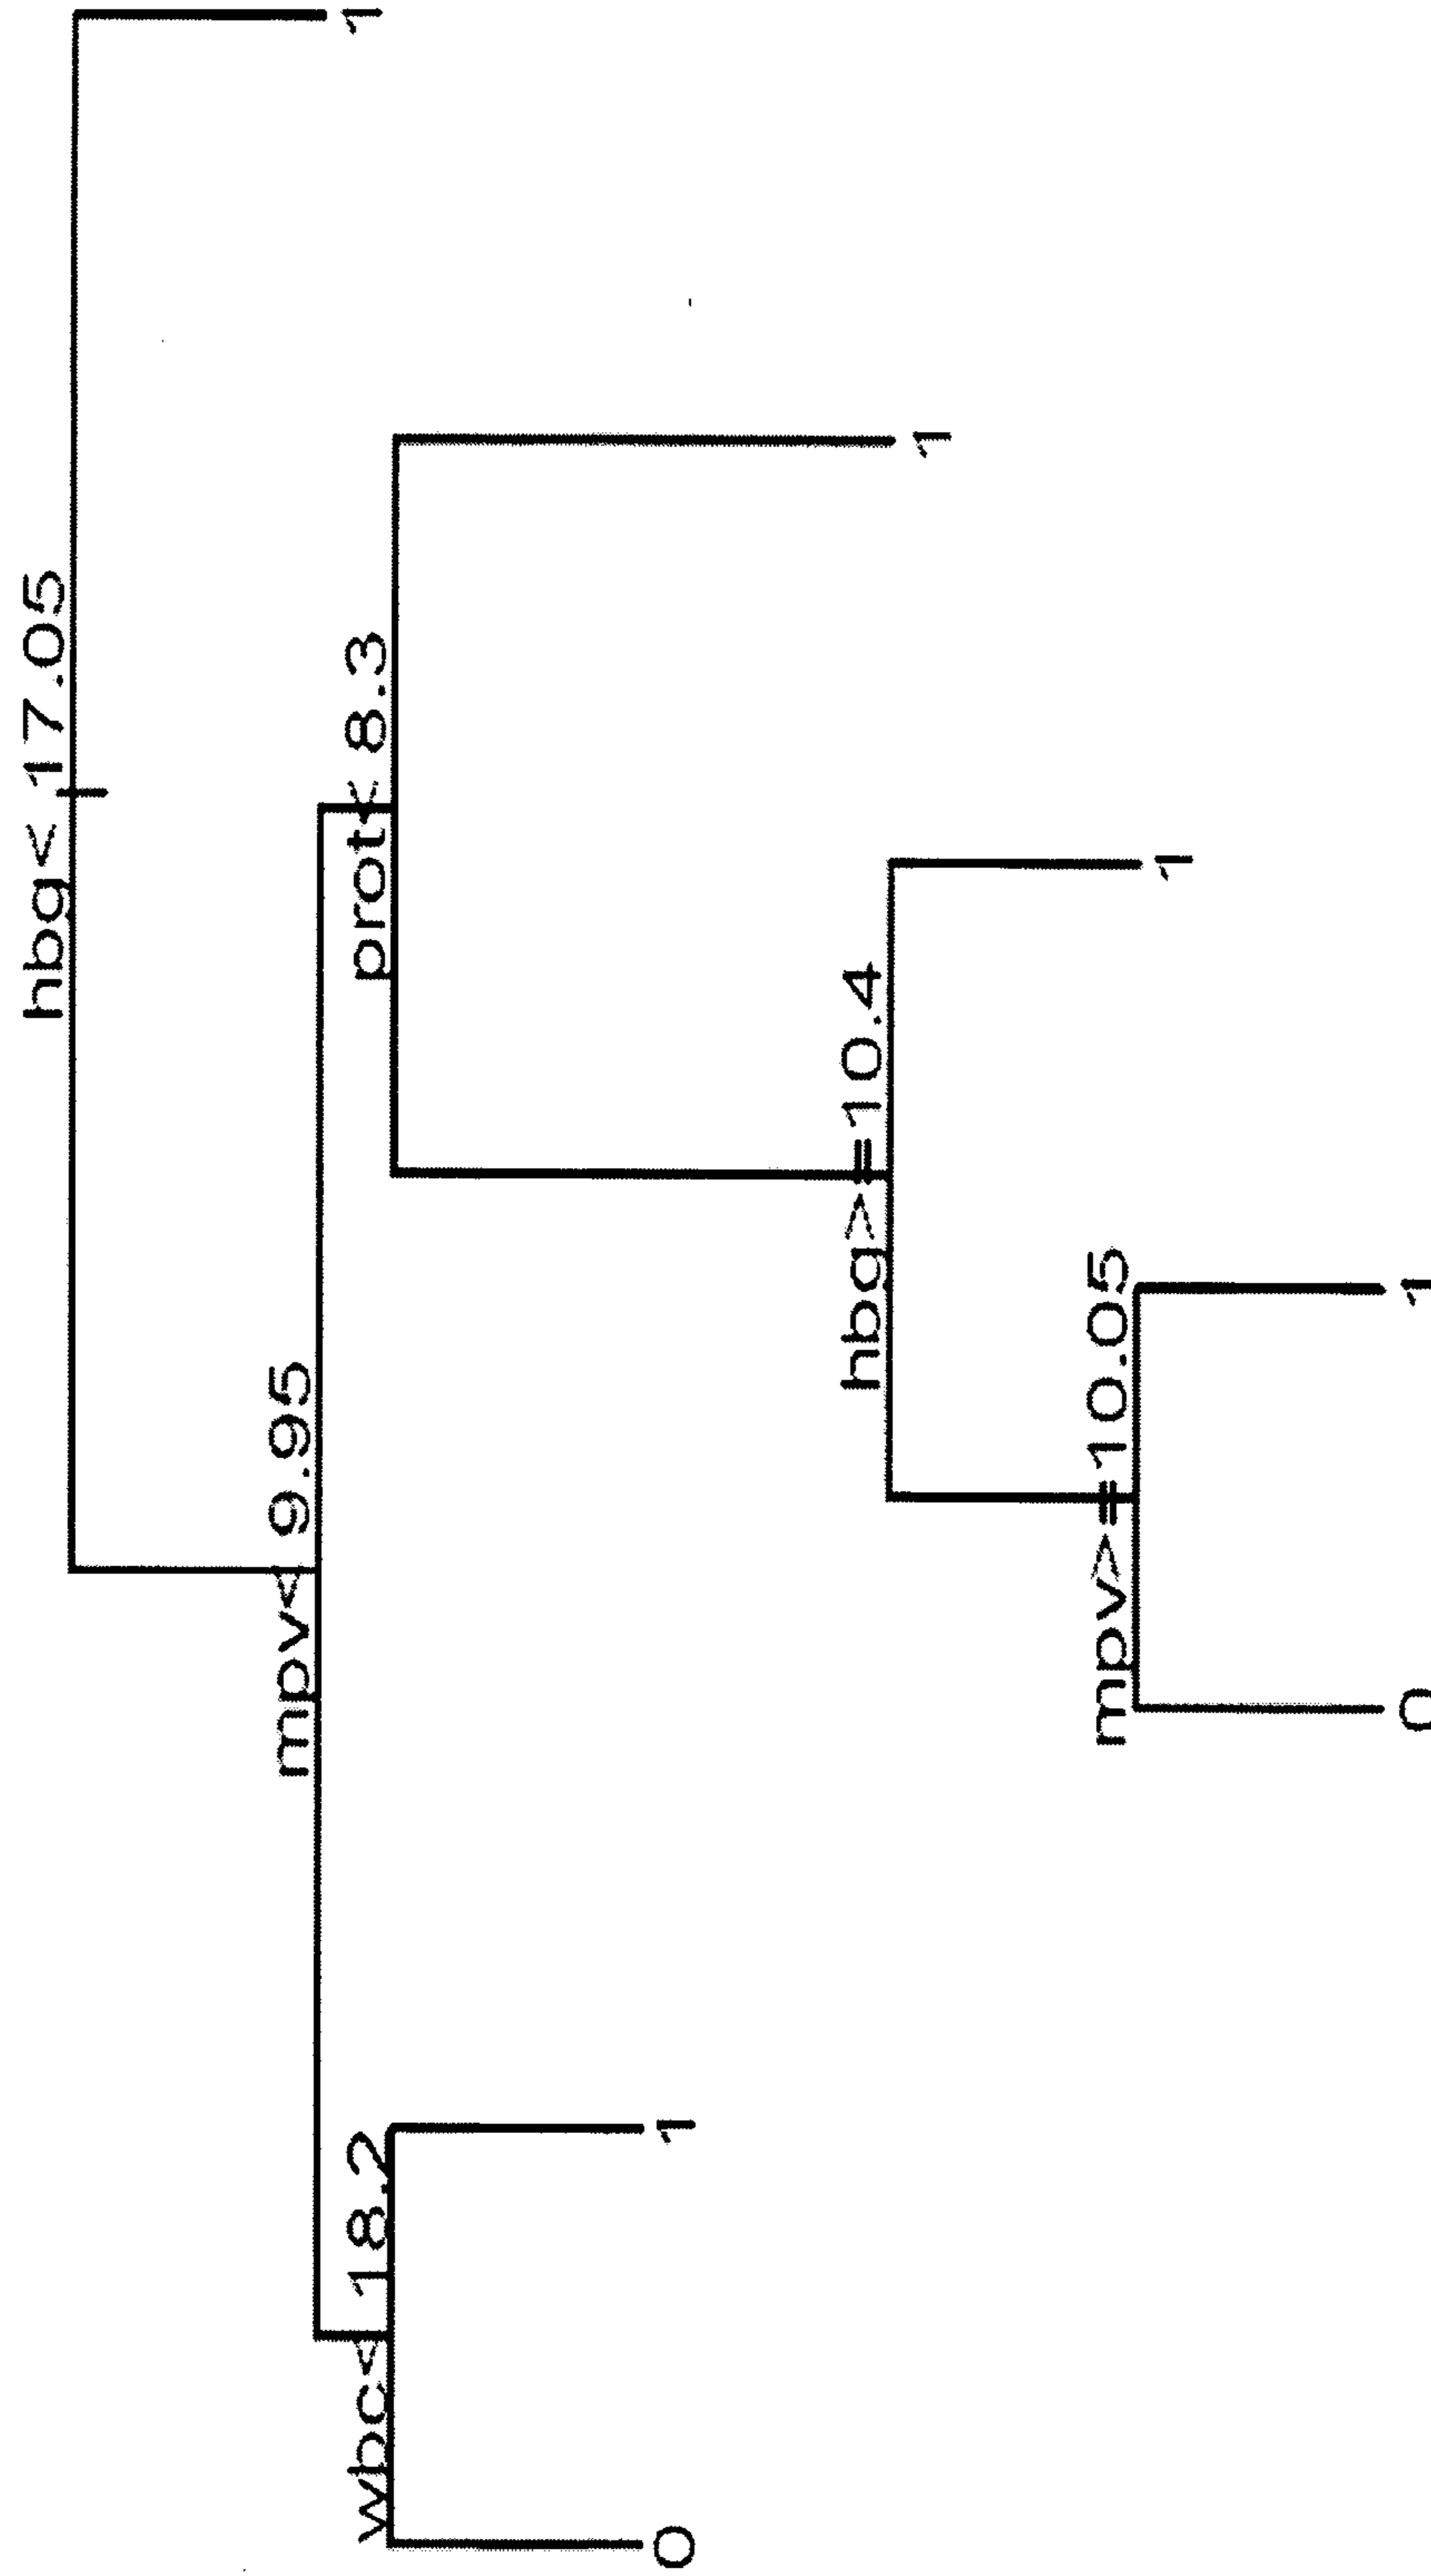 hbg< 17.05
1
mpv< 9.95
wbc< 18.2
prot< 8.3
0
1
1
hbg>=10.4
1
mpv>=10.05
0
1